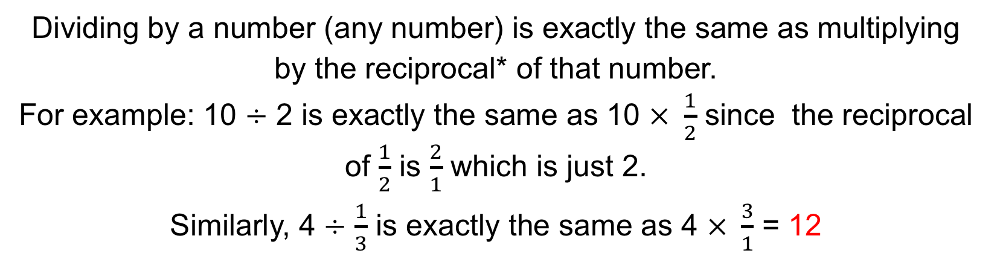 Dividing by a number (any number) is exactly the same as multiplying
by the reciprocal* of that number.
For example: 10 ÷ 2 is exactly the same as 10 × 1/2 since  the reciprocal
of 1/2 is 2/1 which is just 2.
Similarly, 4 ÷ 1/3 is exactly the same as 4 × 3/1 = 12